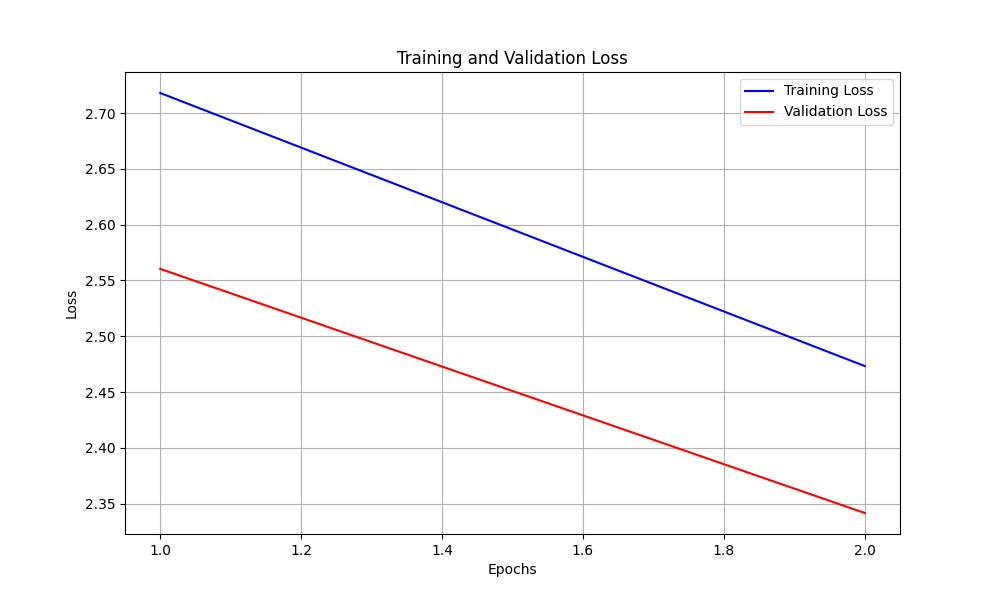 Training and Validation Loss
Training Loss
Validation Loss
2.70
2.65
2.60
2.55
2.50
2.45
2.40
2.35
Loss
1.0 1.2 1.4 1.6 1.8 2.0
Epochs